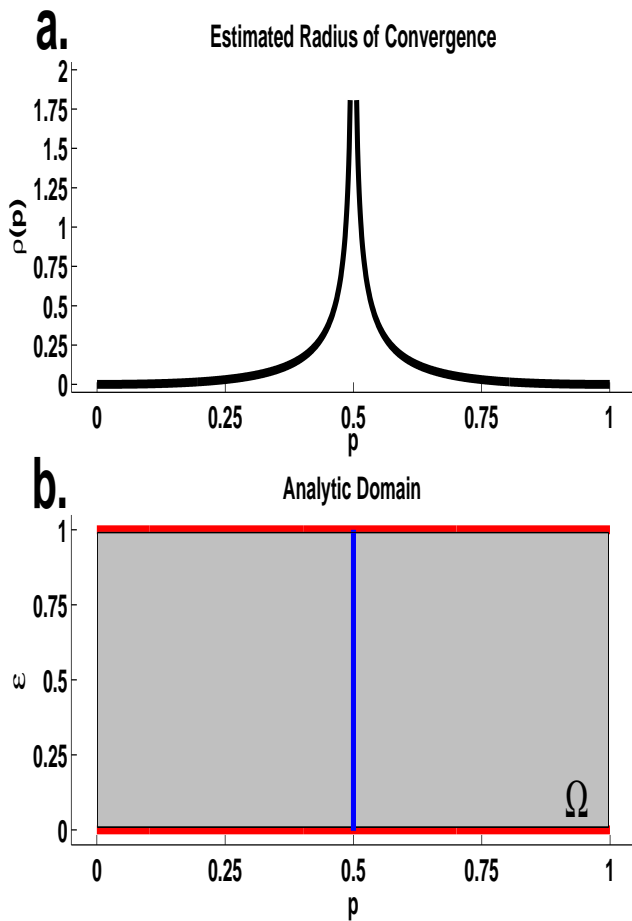 a.
Estimated Radius of Convergence
2
1.75
1.5
1.25
1
0.75
0.5
0.25
0
ρ(p)
0 0.25 0.5 0.75 1
p
b.
Analytic Domain
1
0.75
0.5
0.25
0
ε
Ω
0 0.25 0.5 0.75 1
p